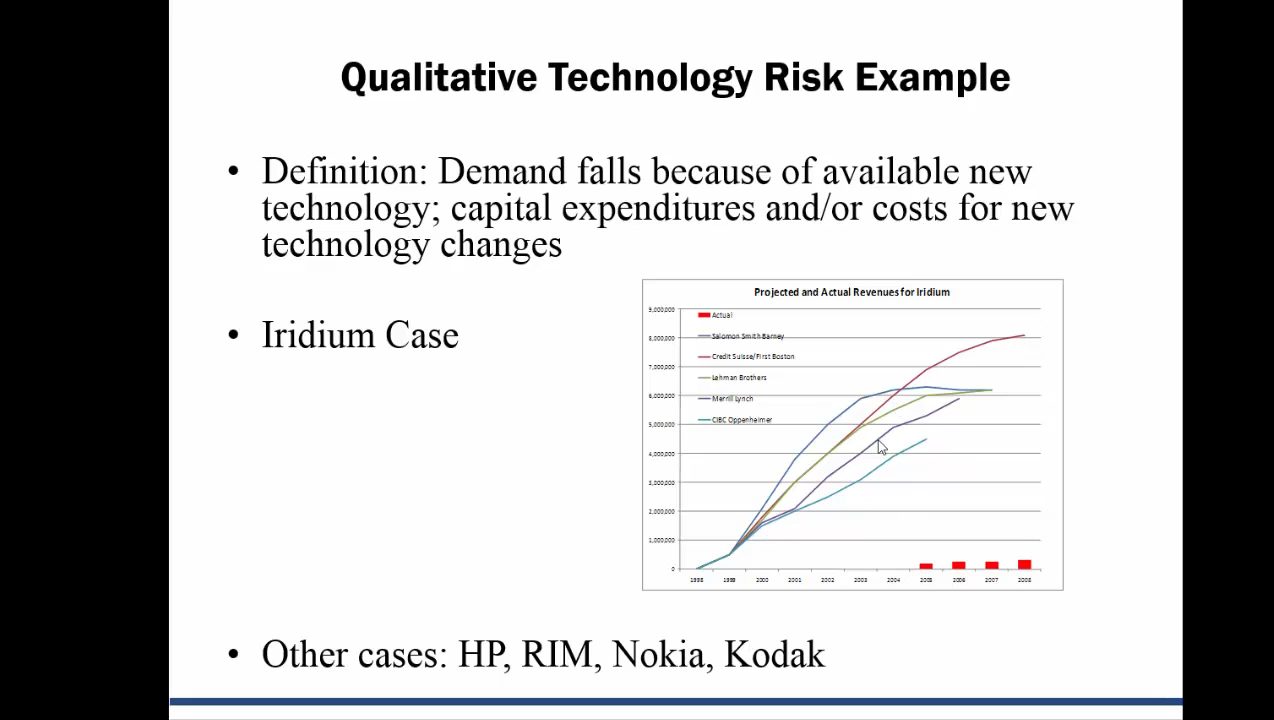 Qualitative Technology Risk Example
• Definition: Demand falls because of available new
technology; capital expenditures and/or costs for new
technology changes
• Iridium Case
Projected and Actual Revenues for Iridium
9,000,000
8,000,000
7,000,000
6,000,000
5,000,000
4,000,000
3,000,000
2,000,000
1,000,000
0
Actual
Salomon Smith Barney
Credit Suisse/First Boston
Lehman Brothers
Merrill Lynch
CIBC Oppenheimer
1998 1999 2000 2001 2002 2003 2004 2005 2006 2007 2008
• Other cases: HP, RIM, Nokia, Kodak